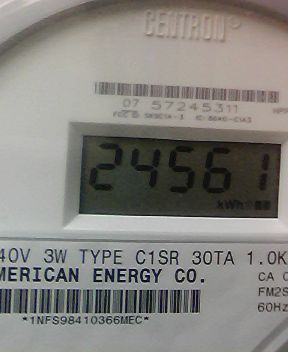 CENTRON®
07 57245311
24561
kWh
40V 3W TYPE C1SR 30TA 1.0K
MERICAN ENERGY CO.
CA 0
FM2S
60Hz
*1NFS98410366MEC*